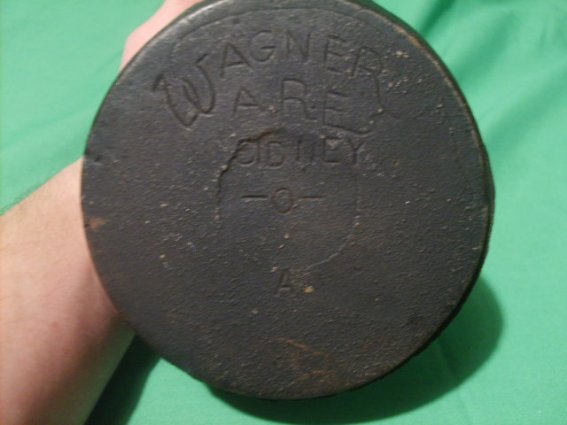 WAGNER
WARE
SIDNEY
-O-
A